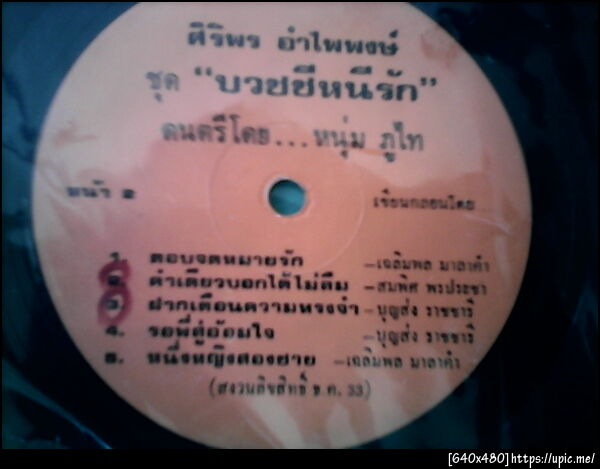 ศิริพร อำไพพงษ์
ชุด "บวชชีหนีรัก"
ดนตรีโดย...หนุ่ม ภูไท
หน้า ๒
เขียนกลอนโดย
1. ตอบจดหมายรัก -เฉลิมพล มาลาคำ
2. คำเดียวบอกได้ไม่ลืม -สมพิศ พรประชา
3. ฝากเตือนความทรงจำ -บุญส่ง ราชชารี
4. รอพี่คู่อ้อมใจ -บุญส่ง ราชชารี
5. หนึ่งหญิงสองชาย -เฉลิมพล มาลาคำ
(สงวนลิขสิทธิ์ ข.ค. 33)
[640x480]https://upic.me/